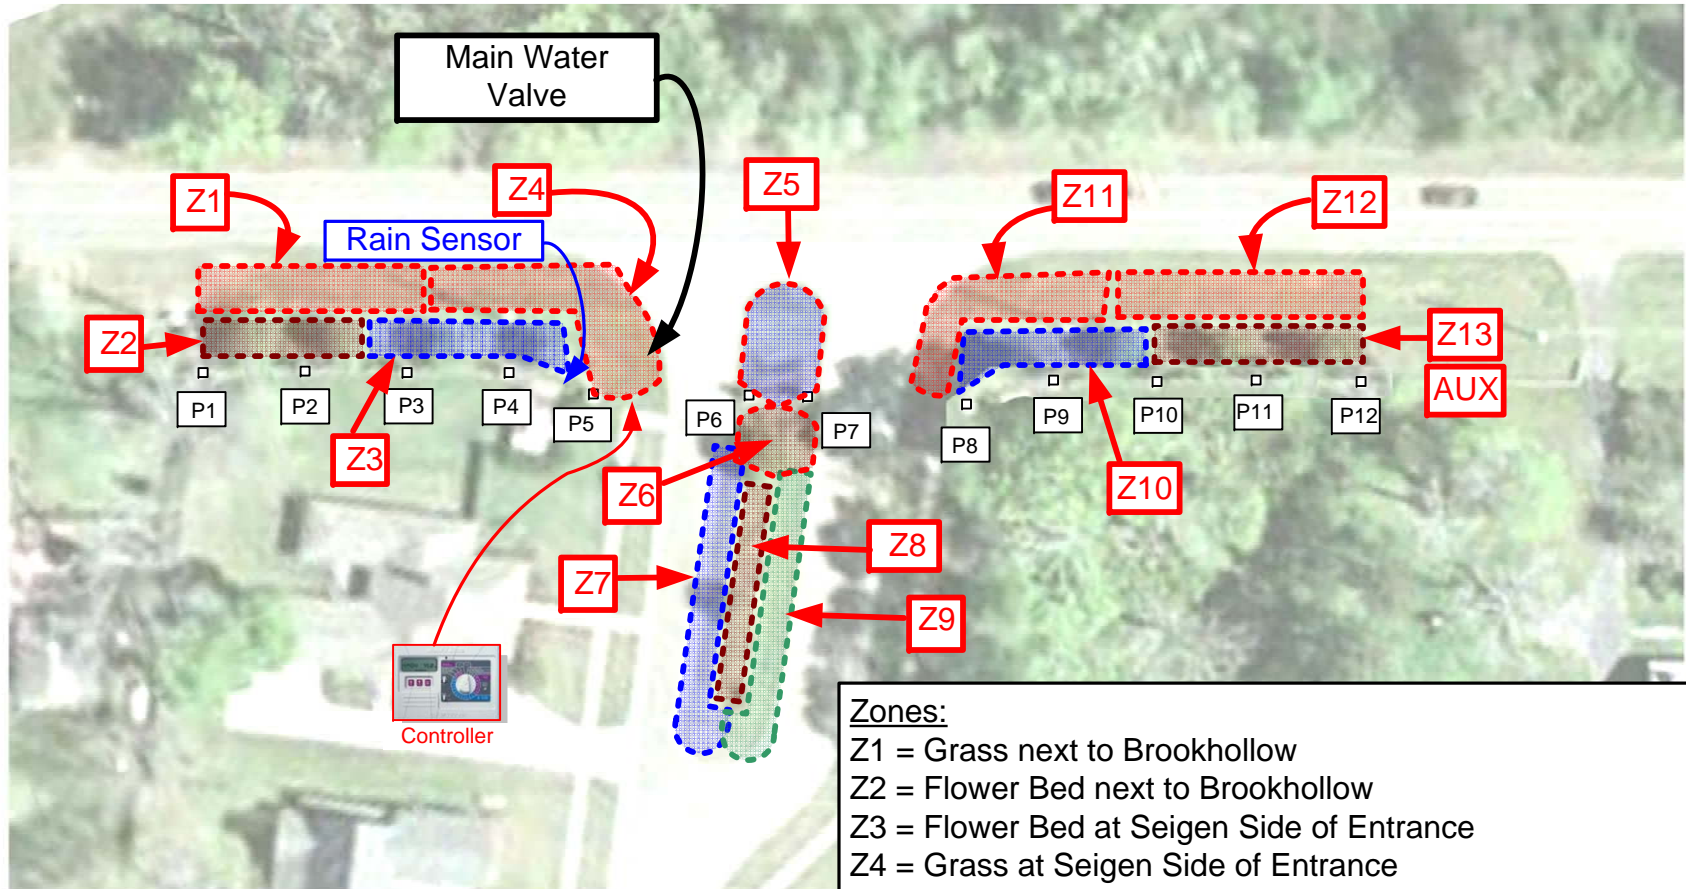 Main Water
Valve
Z1
Z4
Z5
Z11
Z12
Rain Sensor
Z2
Z13
AUX
P1
P2
P3
P4
P5
P6
P7
P8
P9
P10
P11
P12
Z3
Z6
Z10
Z8
Z7
Z9
Controller
Zones:
Z1 = Grass next to Brookhollow
Z2 = Flower Bed next to Brookhollow
Z3 = Flower Bed at Seigen Side of Entrance
Z4 = Grass at Seigen Side of Entrance